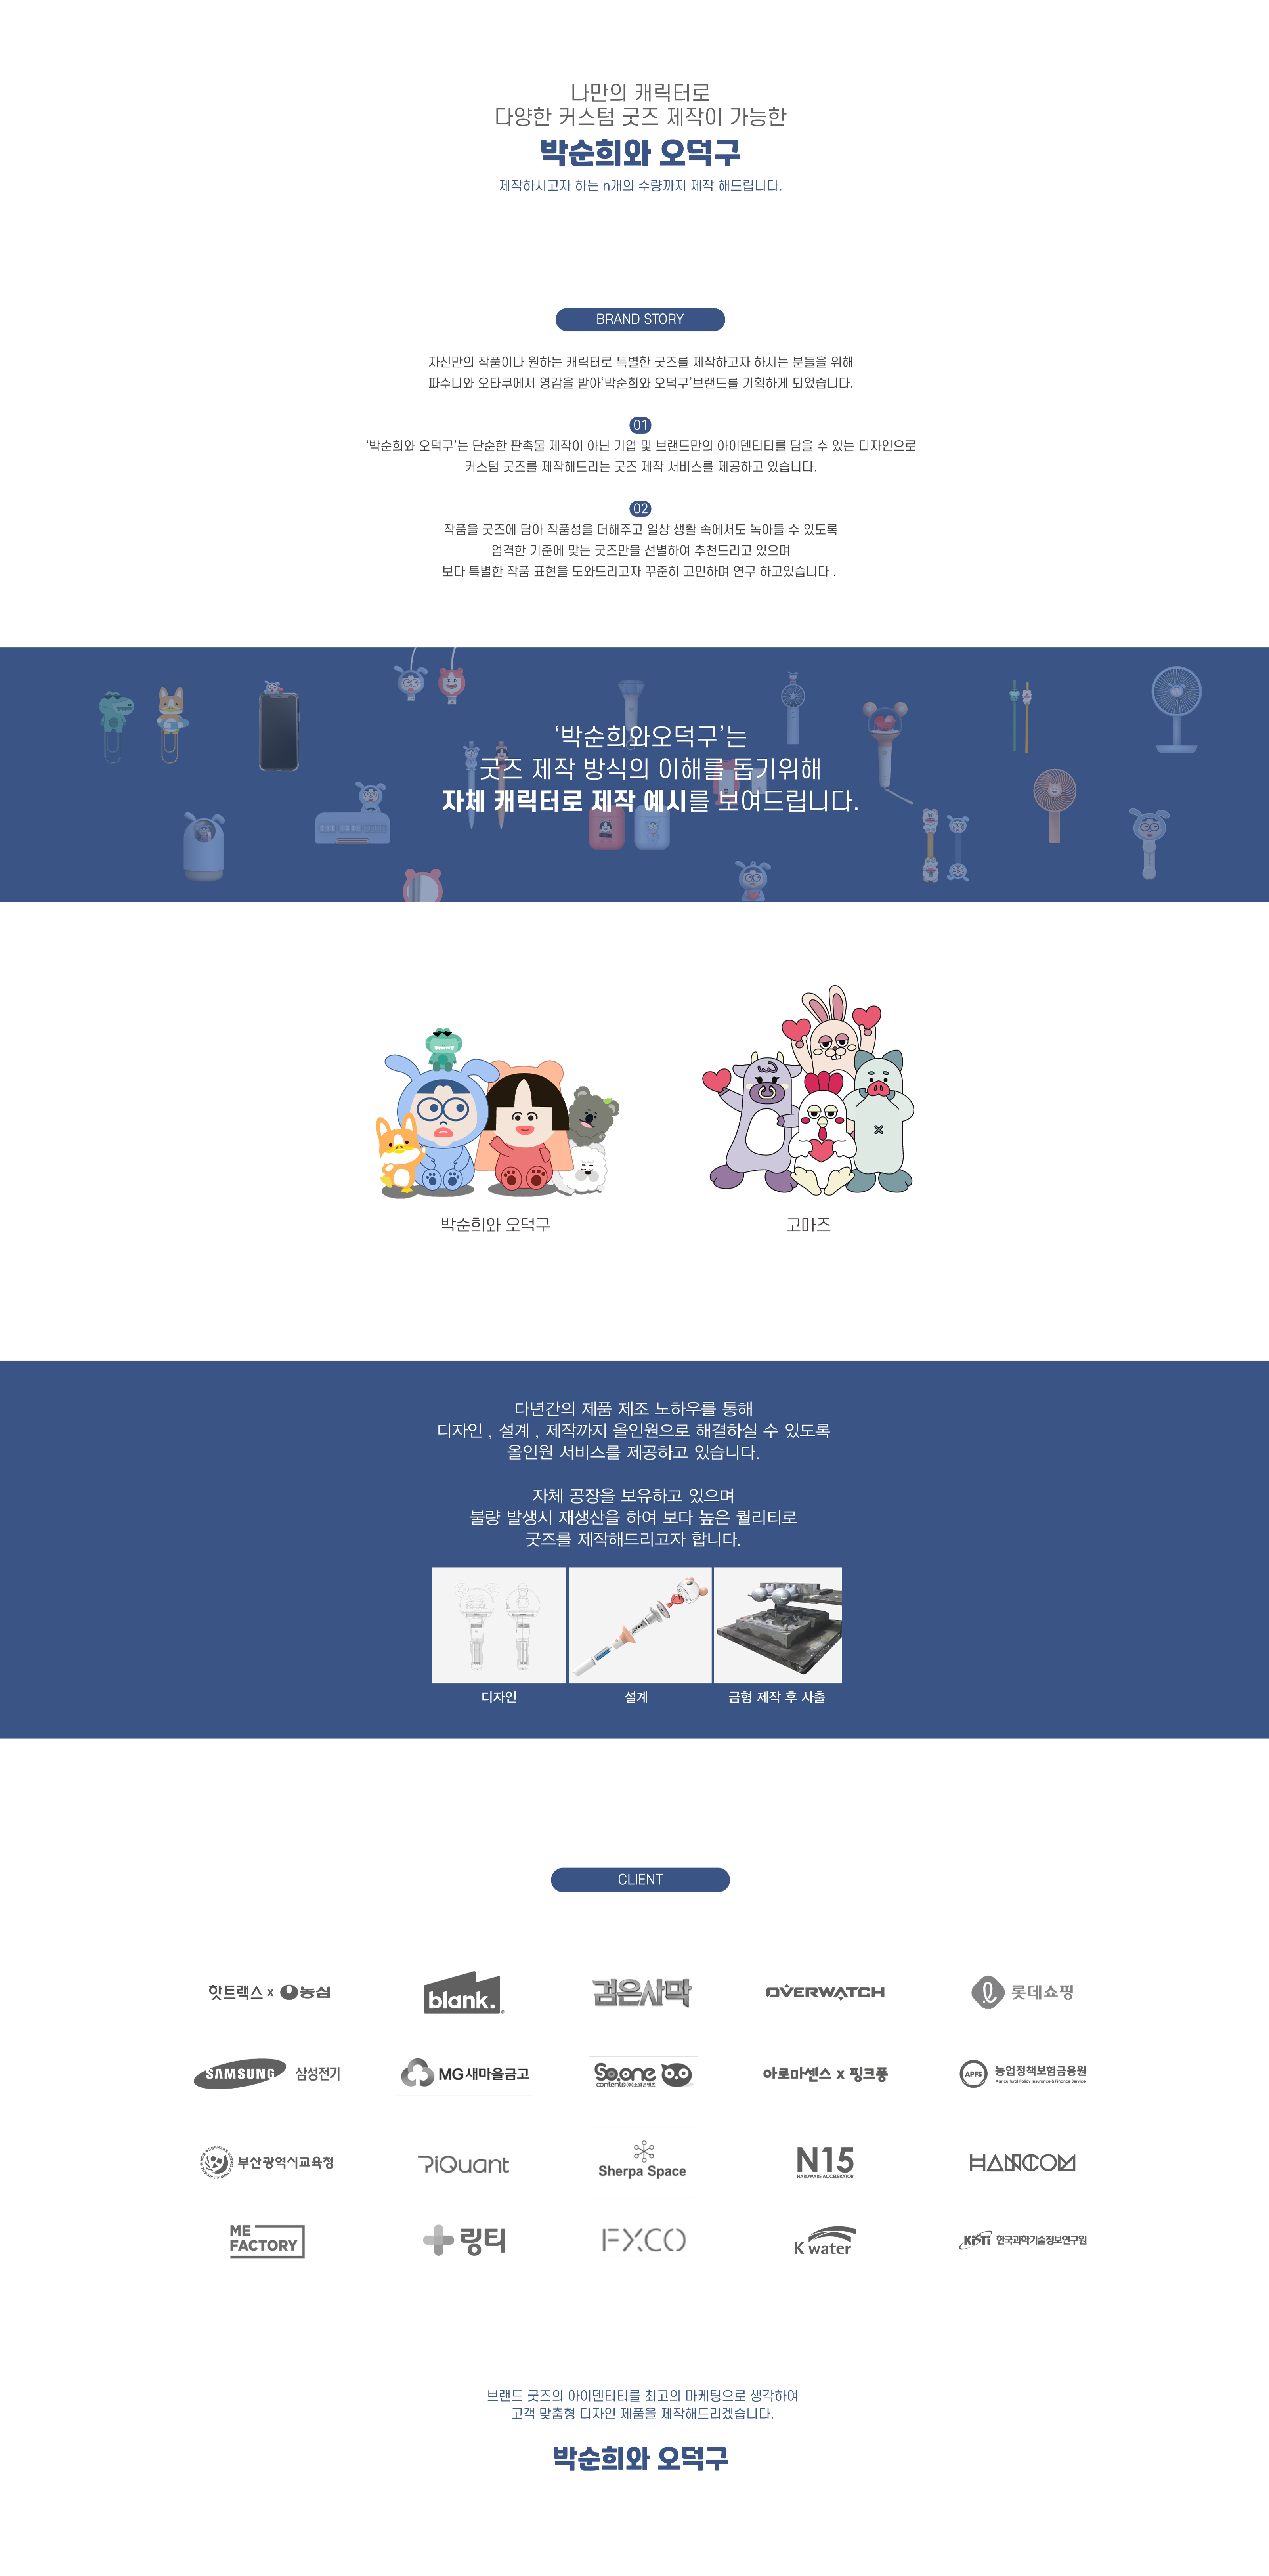 나만의 캐릭터로
다양한 커스텀 굿즈 제작이 가능한
박순희와 오덕구
제작하시고자 하는 n개의 수량까지 제작 해드립니다.
BRAND STORY
자신만의 작품이나 원하는 캐릭터로 특별한 굿즈를 제작하고자 하시는 분들을 위해
파수니와 오타쿠에서 영감을 받아‘박순희와 오덕구’브랜드를 기획하게 되었습니다.
01
‘박순희와 오덕구’는 단순한 판촉물 제작이 아닌 기업 및 브랜드만의 아이덴티티를 담을 수 있는 디자인으로
커스텀 굿즈를 제작해드리는 굿즈 제작 서비스를 제공하고 있습니다.
02
작품을 굿즈에 담아 작품성을 더해주고 일상 생활 속에서도 녹아들 수 있도록
엄격한 기준에 맞는 굿즈만을 선별하여 추천드리고 있으며
보다 특별한 작품 표현을 도와드리고자 꾸준히 고민하며 연구 하고있습니다 .
‘박순희와오덕구’는
굿즈 제작 방식의 이해를 돕기위해
자체 캐릭터로 제작 예시를 보여드립니다.
박순희와 오덕구
고마즈
다년간의 제품 제조 노하우를 통해
디자인 , 설계 , 제작까지 올인원으로 해결하실 수 있도록
올인원 서비스를 제공하고 있습니다.
자체 공장을 보유하고 있으며
불량 발생시 재생산을 하여 보다 높은 퀄리티로
굿즈를 제작해드리고자 합니다.
디자인
설계
금형 제작 후 사출
CLIENT
핫트랙스 x 농심
blank.
검은사막
OVERWATCH
롯데쇼핑
SAMSUNG 삼성전기
MG새마을금고
So.one
contents (주)소원콘텐츠
아로마센스 x 핑크퐁
APFS 농업정책보험금융원
Agricultural Policy Insurance & Finance Service
부산광역시교육청
PiQuant
Sherpa Space
N15
HARDWARE ACCELERATOR
HANCOM
ME
FACTORY
링티
FXCO
K water
KiSTi 한국과학기술정보연구원
브랜드 굿즈의 아이덴티티를 최고의 마케팅으로 생각하여
고객 맞춤형 디자인 제품을 제작해드리겠습니다.
박순희와 오덕구